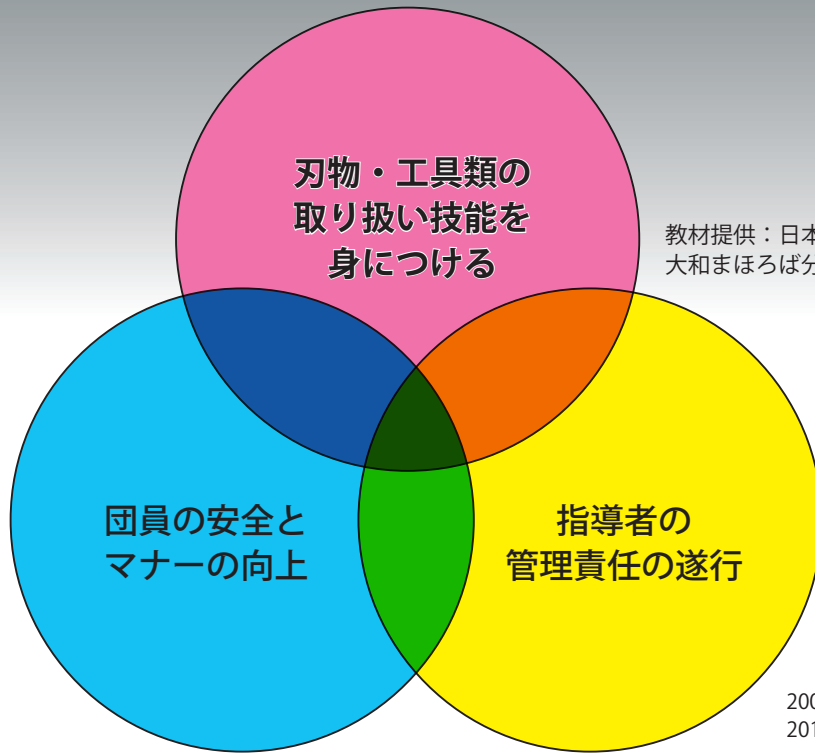 刃物・工具類の
取り扱い技能を
身につける
教材提供：日本
大和まほろば分
団員の安全と
マナーの向上
指導者の
管理責任の遂行
200
201